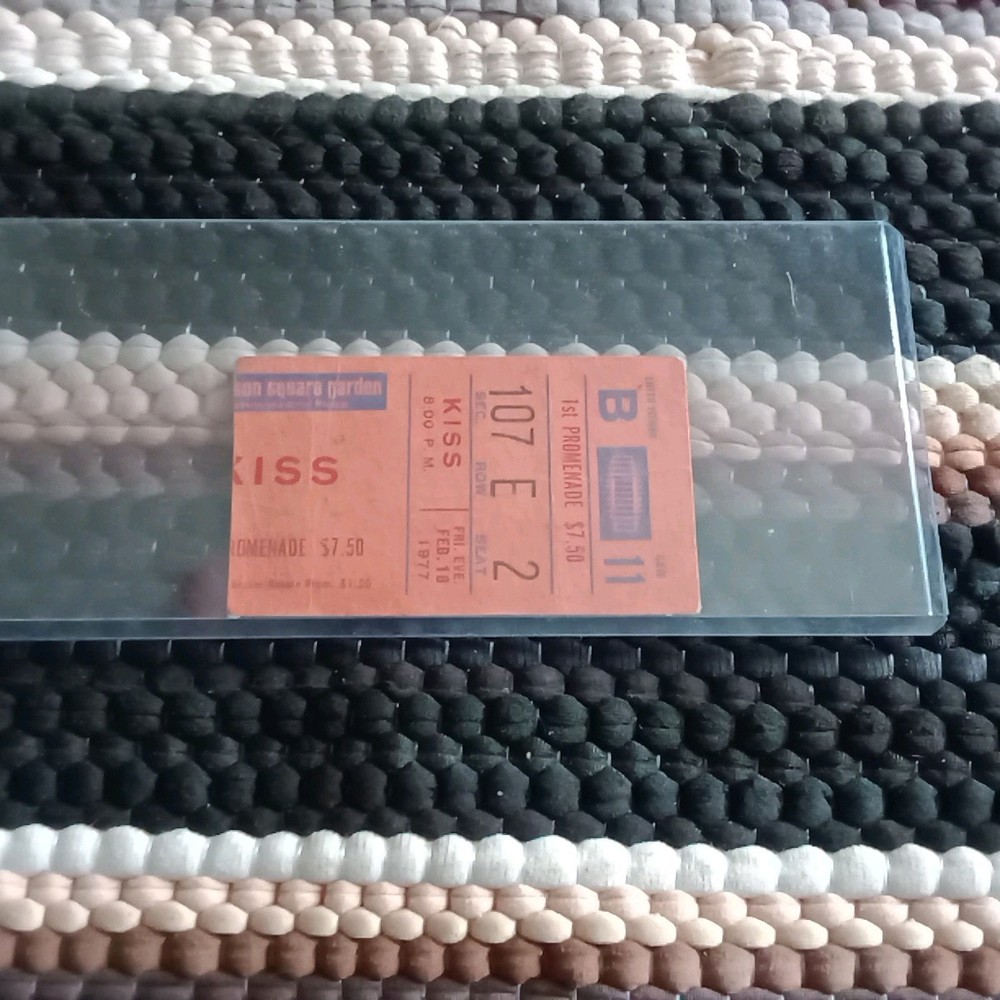 son square garden
KISS
ROMENADE $7.50
KISS
8:00 P.M.
FRI. EVE.
FEB. 18
1977
107 E 2
SEC. ROW SEAT
1st PROMENADE $7.50
B 11